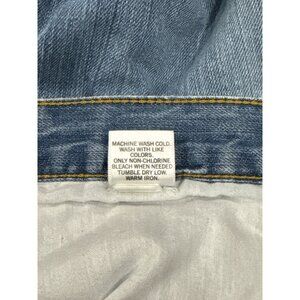 MACHINE WASH COLD.
WASH WITH LIKE
COLORS.
ONLY NON-CHLORINE
BLEACH WHEN NEEDED
TUMBLE DRY LOW.
WARM IRON.